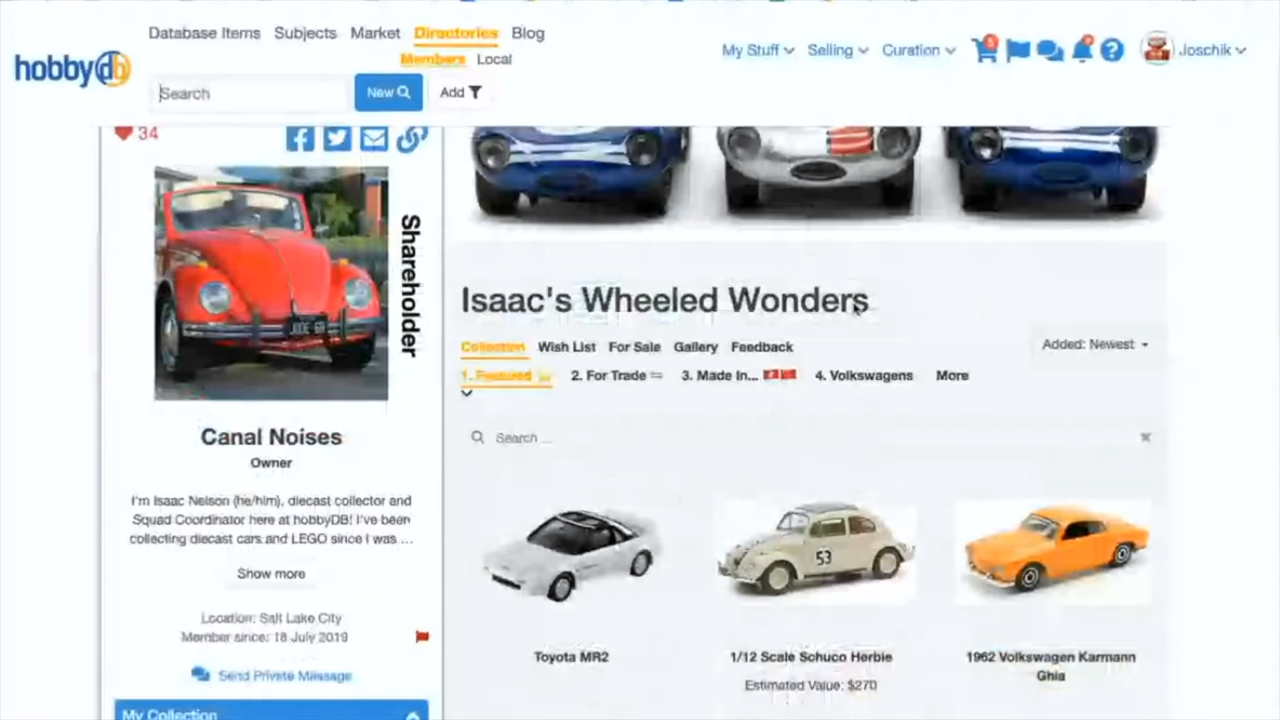 Database Items Subjects Market Directories Blog
Members Local
hobbydb
Search New Add
My Stuff Selling Curation Joschik
34
Shareholder
Canal Noises
Owner
I'm Isaac Nelson (he/him), diecast collector and
Squad Coordinator here at hobbyDB! I've been
collecting diecast cars and LEGO since I was ...
Show more
Location: Salt Lake City
Member since: 18 July 2019
Send Private Message
My Collection
Isaac's Wheeled Wonders
Collection Wish List For Sale Gallery Feedback
Added: Newest
1. Featured 2. For Trade 3. Made In... 4. Volkswagens More
Search ...
53
Toyota MR2
1/12 Scale Schuco Herbie
Estimated Value: $270
1962 Volkswagen Karmann
Ghia